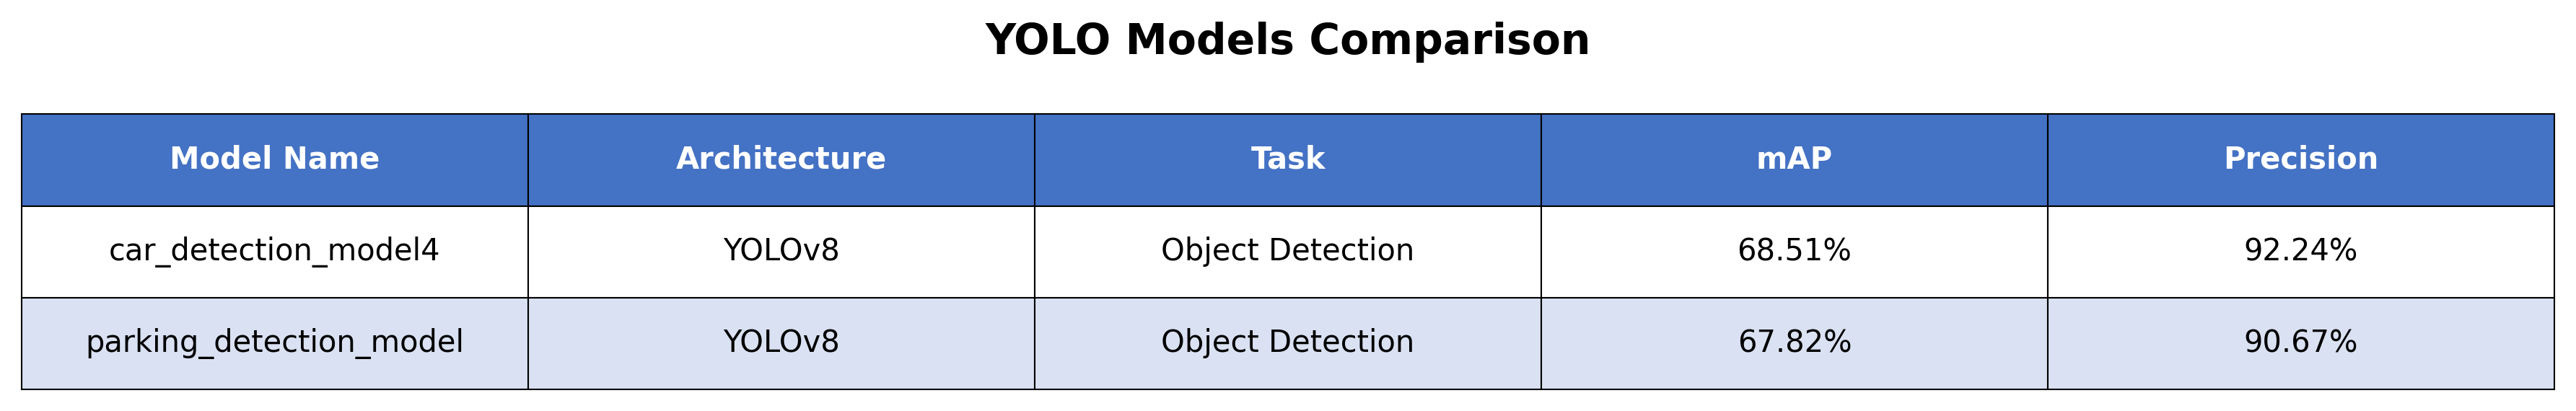 YOLO Models Comparison
Model Name Architecture Task mAP Precision
car_detection_model4 YOLOv8 Object Detection 68.51% 92.24%
parking_detection_model YOLOv8 Object Detection 67.82% 90.67%